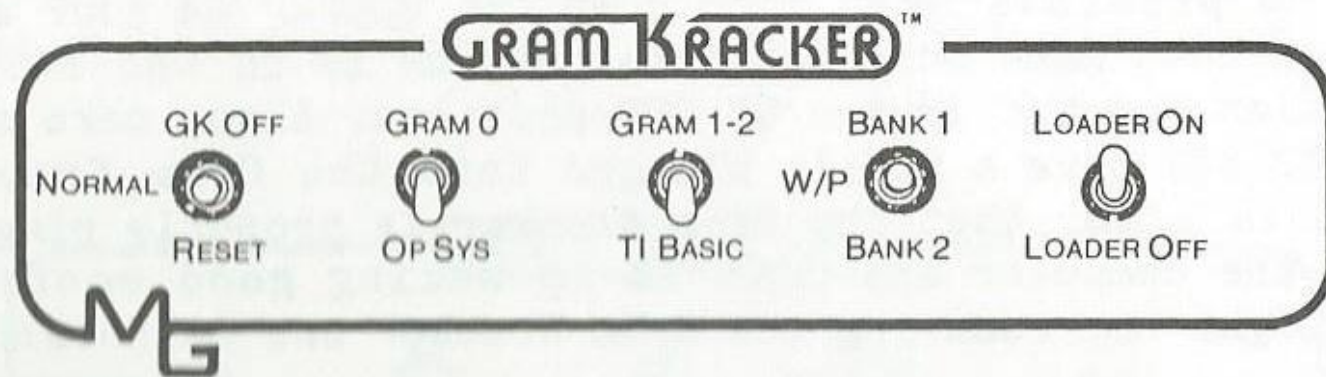 GRAM KRACKER™
GK OFF GRAM 0 GRAM 1-2 BANK 1 LOADER ON
NORMAL W/P
RESET OP SYS TI BASIC BANK 2 LOADER OFF
MG